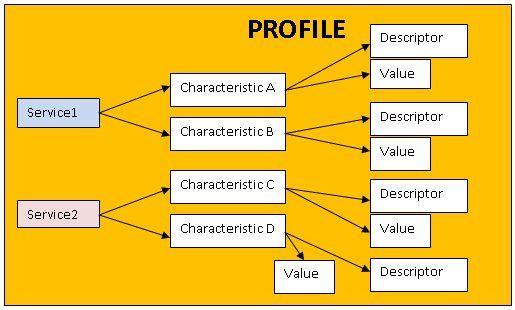 PROFILE
Descriptor
Value
Characteristic A
Service1
Descriptor
Characteristic B
Value
Characteristic C
Descriptor
Service2
Value
Characteristic D
Value
Descriptor